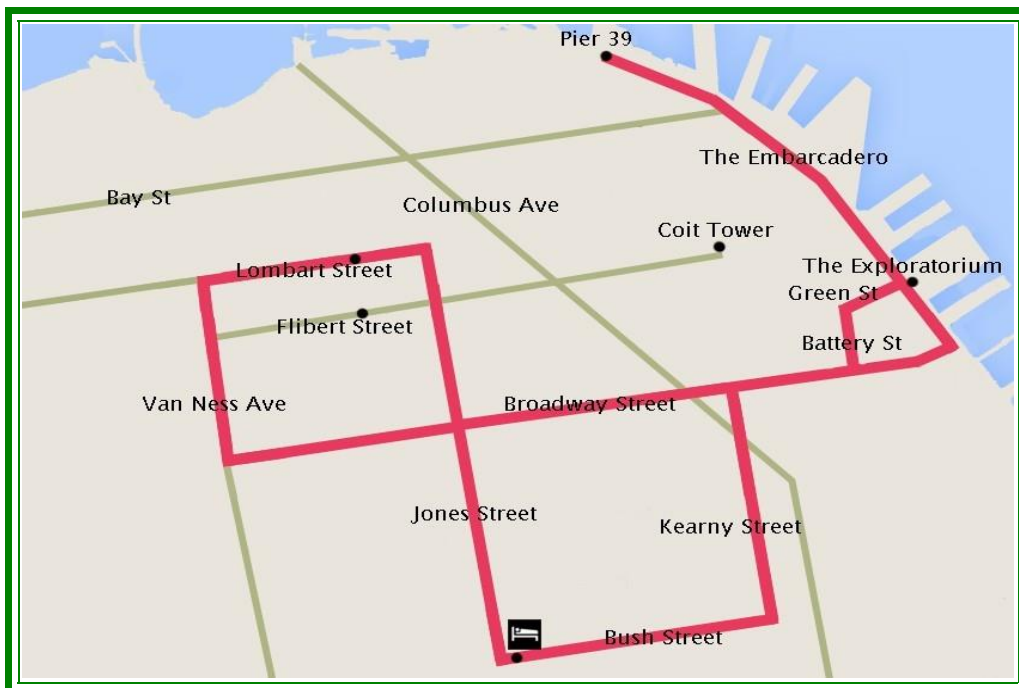 Pier 39
The Embarcadero
Bay St
Columbus Ave
Coit Tower
Lombart Street
The Exploratorium
Green St
Flibert Street
Battery St
Van Ness Ave
Broadway Street
Jones Street
Kearny Street
Bush Street